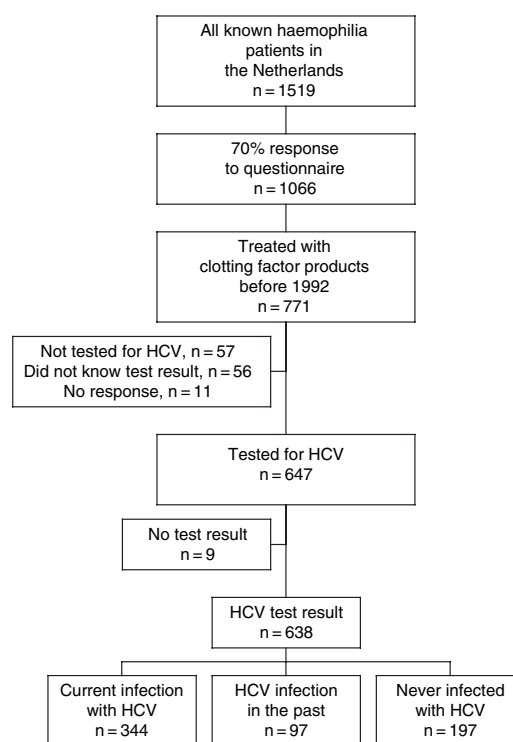 All known haemophilia
patients in
the Netherlands
n = 1519
70% response
to questionnaire
n = 1066
Treated with
clotting factor products
before 1992
n = 771
Not tested for HCV, n = 57
Did not know test result, n = 56
No response, n = 11
Tested for HCV
n = 647
No test result
n = 9
HCV test result
n = 638
Current infection
with HCV
n = 344
HCV infection
in the past
n = 97
Never infected
with HCV
n = 197